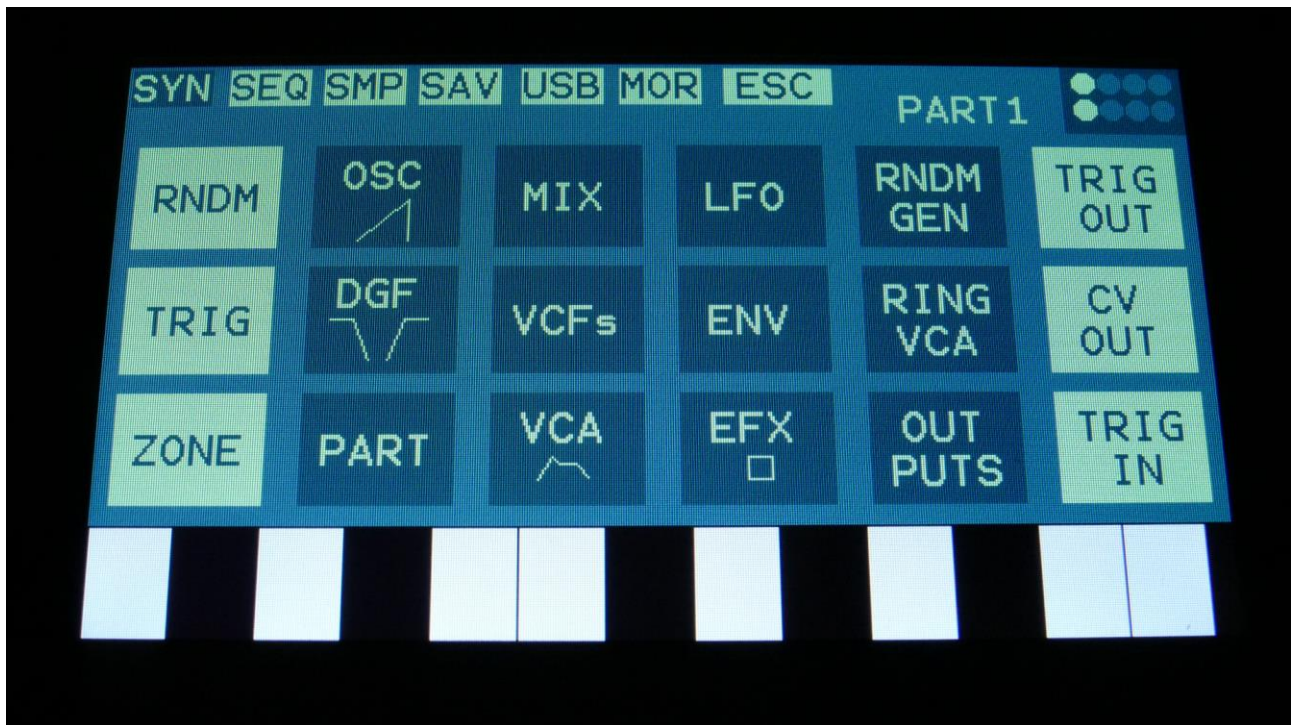 SYN SEQ SMP SAV USB MOR ESC
PART1
RNDM
OSC
MIX
LFO
RNDM
GEN
TRIG
OUT
TRIG
DGF
VCFs
ENV
RING
VCA
CV
OUT
ZONE
PART
VCA
EFX
OUT
PUTS
TRIG
IN